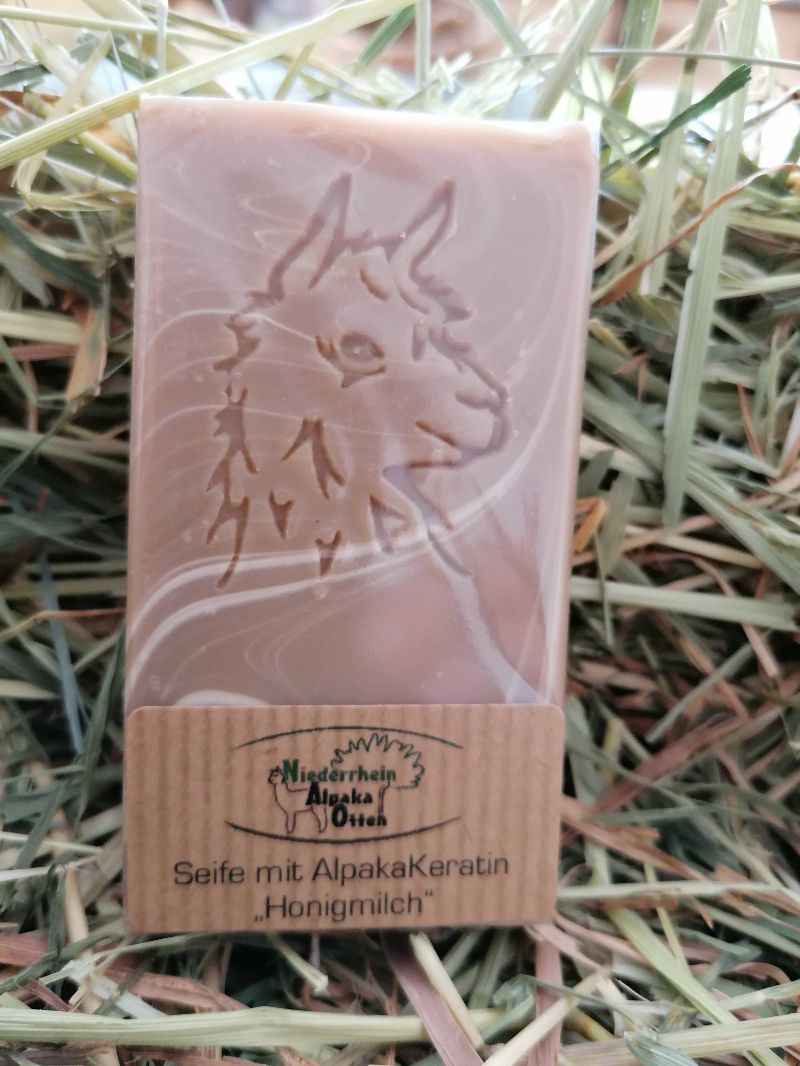 Niederrhein
Alpaka
Otten
Seife mit AlpakaKeratin
„Honigmilch“